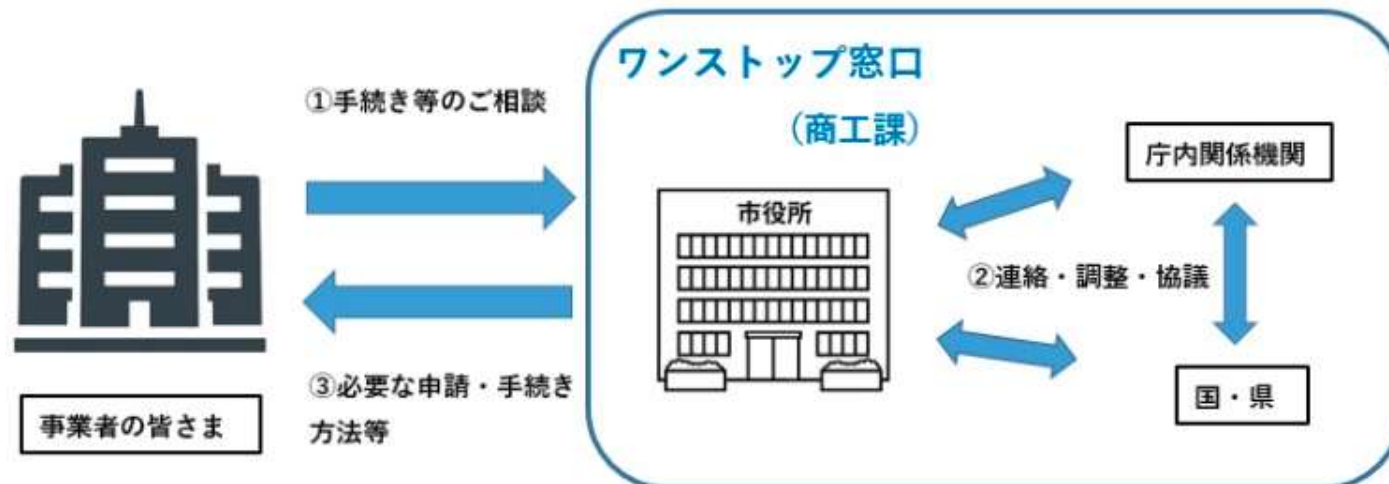 ワンストップ窓口
(商工課)
①手続き等のご相談
庁内関係機関
市役所
②連絡・調整・協議
③必要な申請・手続き
方法等
国・県
事業者の皆さま